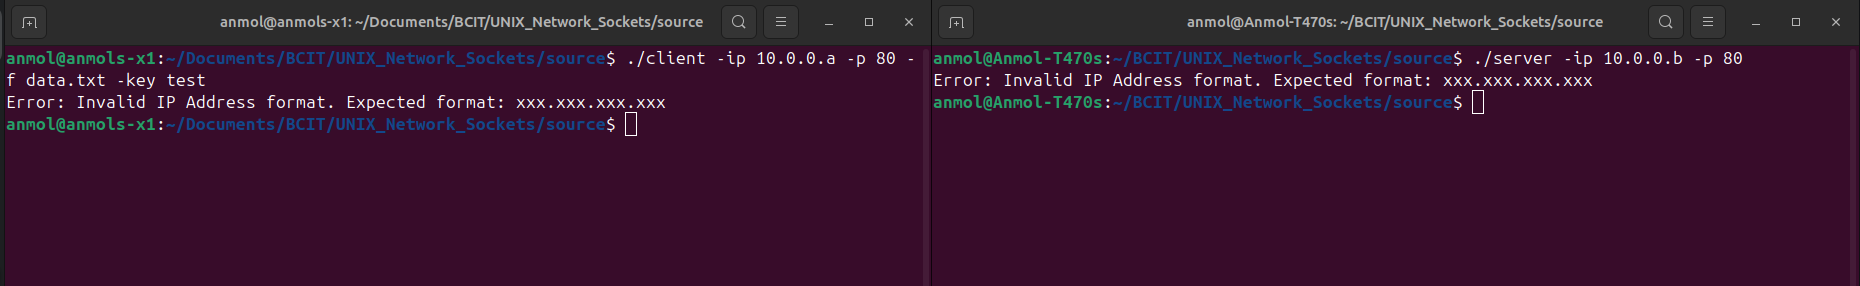 anmol@anmols-x1: ~/Documents/BCIT/UNIX_Network_Sockets/source
anmol@anmols-x1:~/Documents/BCIT/UNIX_Network_Sockets/source$ ./client -ip 10.0.0.a -p 80 -
f data.txt -key test
Error: Invalid IP Address format. Expected format: xxx.xxx.xxx.xxx
anmol@anmols-x1:~/Documents/BCIT/UNIX_Network_Sockets/source$
anmol@Anmol-T470s: ~/BCIT/UNIX_Network_Sockets/source
anmol@Anmol-T470s:~/BCIT/UNIX_Network_Sockets/source$ ./server -ip 10.0.0.b -p 80
Error: Invalid IP Address format. Expected format: xxx.xxx.xxx.xxx
anmol@Anmol-T470s:~/BCIT/UNIX_Network_Sockets/source$